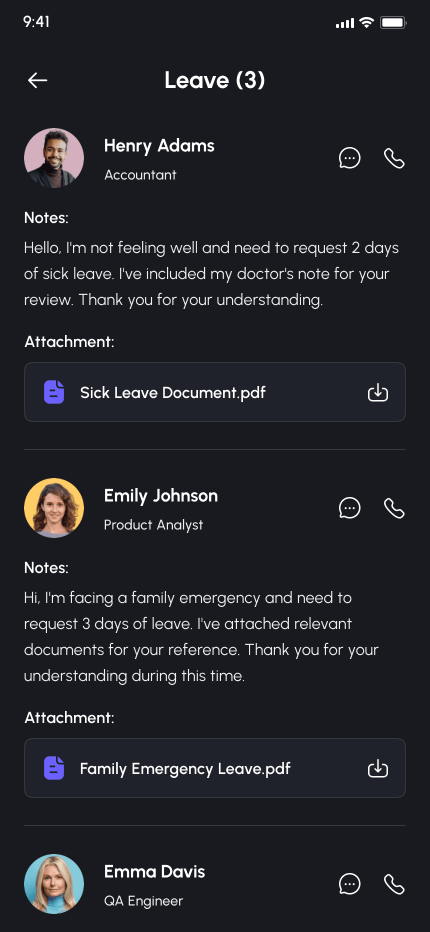 9:41
Leave (3)
Henry Adams
Accountant
Notes:
Hello, I'm not feeling well and need to request 2 days
of sick leave. I've included my doctor's note for your
review. Thank you for your understanding.
Attachment:
Sick Leave Document.pdf
Emily Johnson
Product Analyst
Notes:
Hi, I'm facing a family emergency and need to
request 3 days of leave. I've attached relevant
documents for your reference. Thank you for your
understanding during this time.
Attachment:
Family Emergency Leave.pdf
Emma Davis
QA Engineer